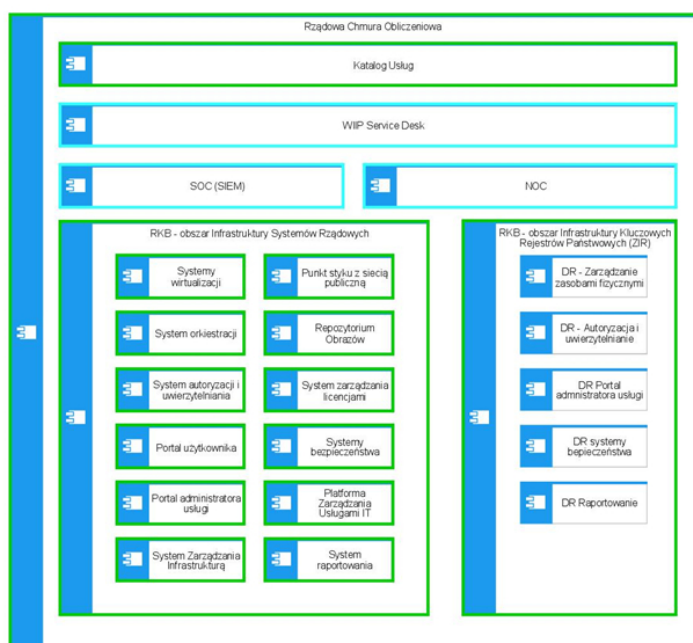 Rządowa Chmura Obliczeniowa
Katalog Usług
WIIP Service Desk
SOC (SIEM)
NOC
RKB - obszar Infrastruktury Systemów Rządowych
Systemy
wirtualizacji
Punkt styku z siecią
publiczną
System orkiestracji
Repozytorium
Obrazów
System autoryzacji i
uwierzytelniania
System zarządzania
licencjami
Portal użytkownika
Systemy
bezpieczeństwa
Portal administratora
usługi
Platforma
Zarządzania
Usługami IT
System Zarządzania
Infrastrukturą
System
raportowania
RKB - obszar Infrastruktury Kluczowych
Rejestrów Państwowych (ZIR)
DR - Zarządzanie
zasobami fizycznymi
DR - Autoryzacja i
uwierzytelnianie
DR Portal
admnistratora usługi
DR systemy
bepieczeństwa
DR Raportowanie